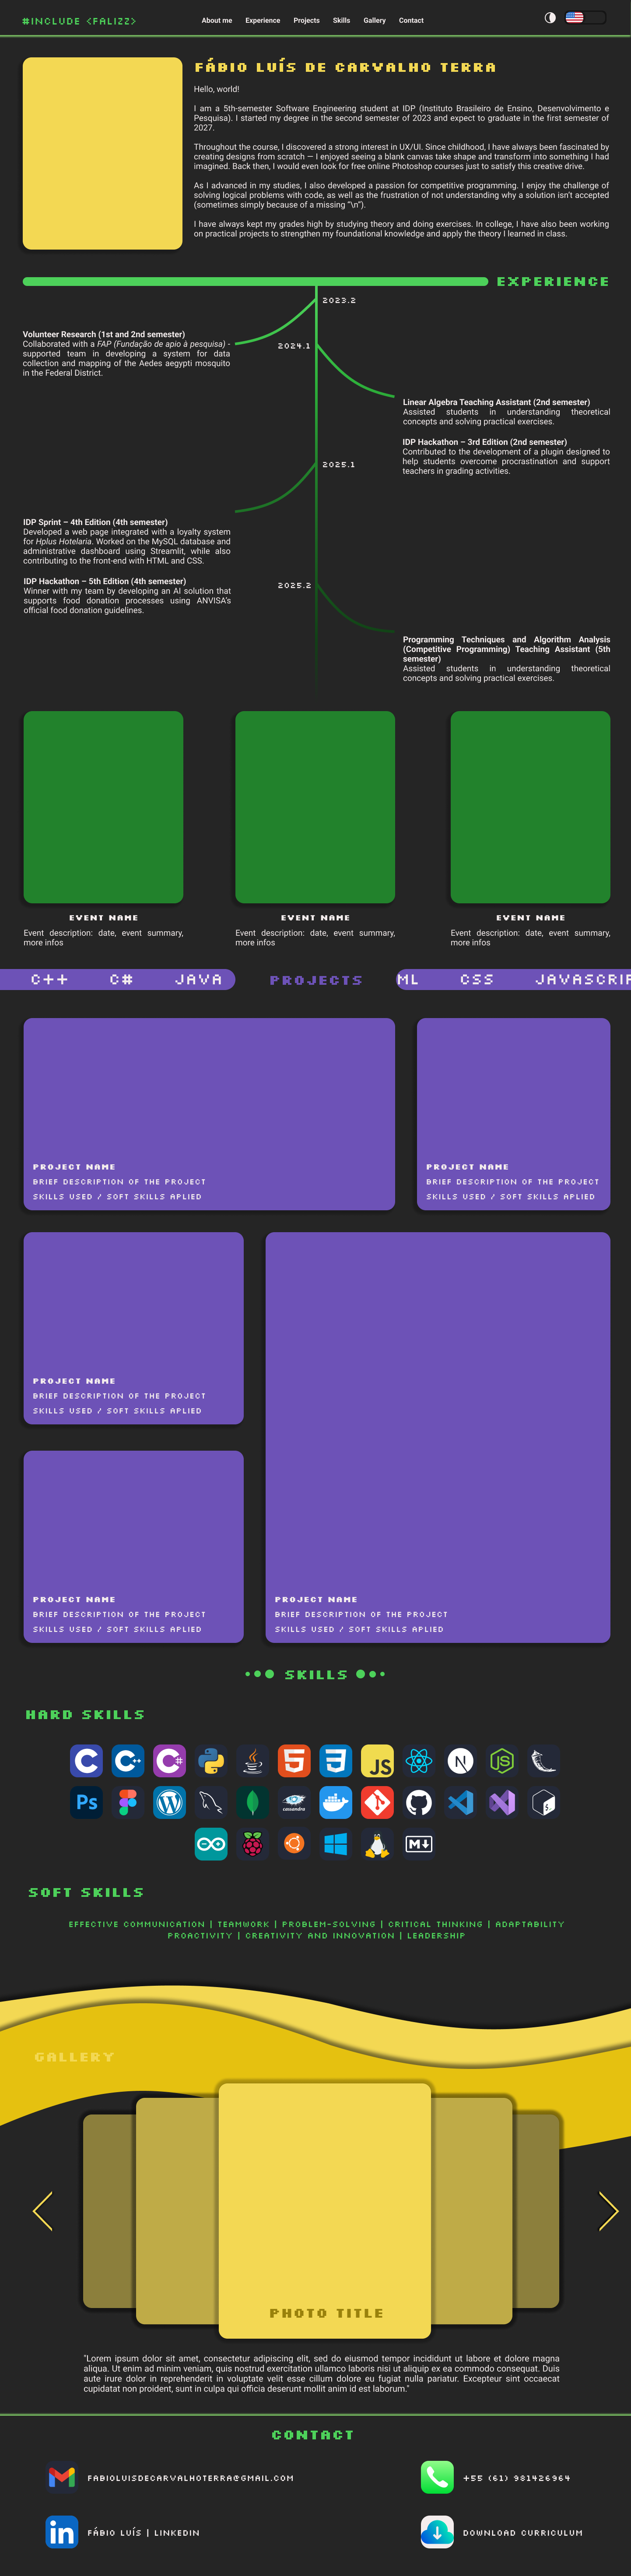 #INCLUDE <FALIZZ>
About me Experience Projects Skills Gallery Contact
FÁBIO LUÍS DE CARVALHO TERRA
Hello, world!
I am a 5th-semester Software Engineering student at IDP (Instituto Brasileiro de Ensino, Desenvolvimento e
Pesquisa). I started my degree in the second semester of 2023 and expect to graduate in the first semester of
2027.
Throughout the course, I discovered a strong interest in UX/UI. Since childhood, I have always been fascinated by
creating designs from scratch — I enjoyed seeing a blank canvas take shape and transform into something I had
imagined. Back then, I would even look for free online Photoshop courses just to satisfy this creative drive.
As I advanced in my studies, I also developed a passion for competitive programming. I enjoy the challenge of
solving logical problems with code, as well as the frustration of not understanding why a solution isn't accepted
(sometimes simply because of a missing "\n").
I have always kept my grades high by studying theory and doing exercises. In college, I have also been working
on practical projects to strengthen my foundational knowledge and apply the theory I learned in class.
EXPERIENCE
2023.2
Volunteer Research (1st and 2nd semester)
Collaborated with a FAP (Fundação de apio à pesquisa) -
supported team in developing a system for data
collection and mapping of the Aedes aegypti mosquito
in the Federal District.
2024.1
Linear Algebra Teaching Assistant (2nd semester)
Assisted students in understanding theoretical
concepts and solving practical exercises.
IDP Hackathon – 3rd Edition (2nd semester)
Contributed to the development of a plugin designed to
help students overcome procrastination and support
teachers in grading activities.
2025.1
IDP Sprint – 4th Edition (4th semester)
Developed a web page integrated with a loyalty system
for Hplus Hotelaria. Worked on the MySQL database and
administrative dashboard using Streamlit, while also
contributing to the front-end with HTML and CSS.
IDP Hackathon – 5th Edition (4th semester)
Winner with my team by developing an AI solution that
supports food donation processes using ANVISA's
official food donation guidelines.
2025.2
Programming Techniques and Algorithm Analysis
(Competitive Programming) Teaching Assistant (5th
semester)
Assisted students in understanding theoretical
concepts and solving practical exercises.
EVENT NAME
Event description: date, event summary,
more infos
EVENT NAME
Event description: date, event summary,
more infos
EVENT NAME
Event description: date, event summary,
more infos
C++ C# JAVA PROJECTS ML CSS JAVASCRIP
PROJECT NAME
BRIEF DESCRIPTION OF THE PROJECT
SKILLS USED / SOFT SKILLS APLIED
PROJECT NAME
BRIEF DESCRIPTION OF THE PROJECT
SKILLS USED / SOFT SKILLS APLIED
PROJECT NAME
BRIEF DESCRIPTION OF THE PROJECT
SKILLS USED / SOFT SKILLS APLIED
PROJECT NAME
BRIEF DESCRIPTION OF THE PROJECT
SKILLS USED / SOFT SKILLS APLIED
PROJECT NAME
BRIEF DESCRIPTION OF THE PROJECT
SKILLS USED / SOFT SKILLS APLIED
SKILLS
HARD SKILLS
C C++ C# JS N JS
Ps cassandra
M
SOFT SKILLS
EFFECTIVE COMMUNICATION | TEAMWORK | PROBLEM-SOLVING | CRITICAL THINKING | ADAPTABILITY
PROACTIVITY | CREATIVITY AND INNOVATION | LEADERSHIP
GALLERY
PHOTO TITLE
"Lorem ipsum dolor sit amet, consectetur adipiscing elit, sed do eiusmod tempor incididunt ut labore et dolore magna
aliqua. Ut enim ad minim veniam, quis nostrud exercitation ullamco laboris nisi ut aliquip ex ea commodo consequat. Duis
aute irure dolor in reprehenderit in voluptate velit esse cillum dolore eu fugiat nulla pariatur. Excepteur sint occaecat
cupidatat non proident, sunt in culpa qui officia deserunt mollit anim id est laborum."
CONTACT
FABIOLUISDECARVALHOTERRA@GMAIL.COM
+55 (61) 981426964
in FÁBIO LUÍS | LINKEDIN
DOWNLOAD CURRICULUM